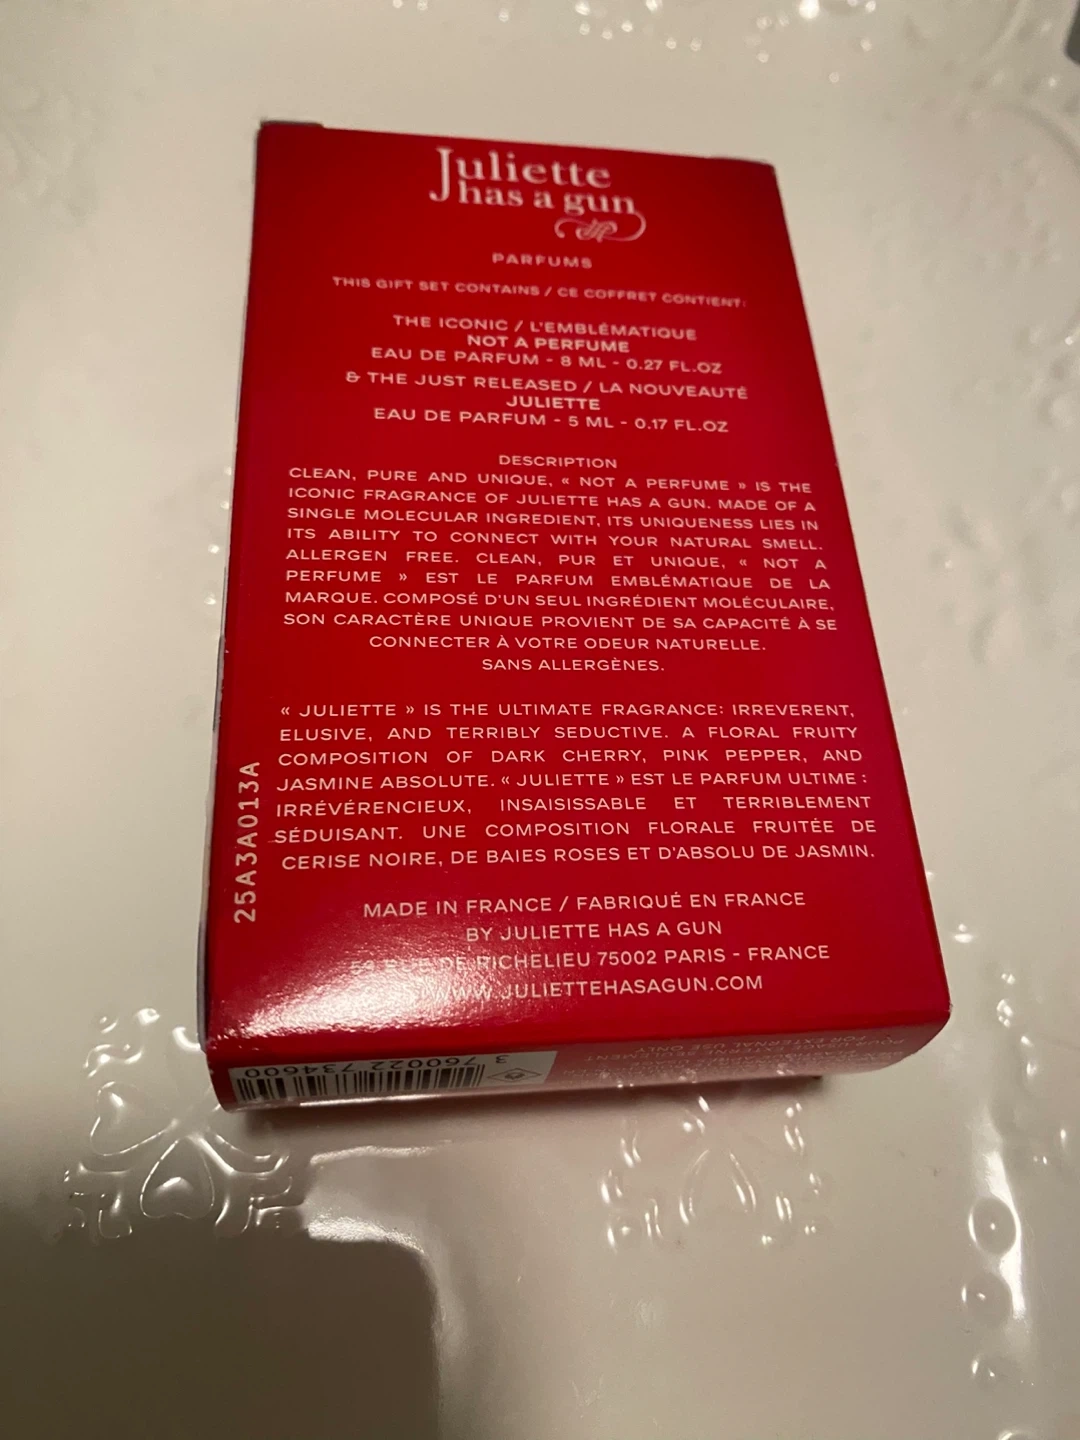 Juliette
has a gun
PARFUMS
THIS GIFT SET CONTAINS / CE COFFRET CONTIENT:
THE ICONIC / L'EMBLÉMATIQUE
NOT A PERFUME
EAU DE PARFUM - 8 ML - 0.27 FL.OZ
& THE JUST RELEASED / LA NOUVEAUTÉ
JULIETTE
EAU DE PARFUM - 5 ML - 0.17 FL.OZ
DESCRIPTION
CLEAN, PURE AND UNIQUE, « NOT A PERFUME » IS THE
ICONIC FRAGRANCE OF JULIETTE HAS A GUN. MADE OF A
SINGLE MOLECULAR INGREDIENT, ITS UNIQUENESS LIES IN
ITS ABILITY TO CONNECT WITH YOUR NATURAL SMELL.
ALLERGEN FREE. CLEAN, PUR ET UNIQUE, « NOT A
PERFUME » EST LE PARFUM EMBLÉMATIQUE DE LA
MARQUE. COMPOSÉ D'UN SEUL INGRÉDIENT MOLÉCULAIRE,
SON CARACTÈRE UNIQUE PROVIENT DE SA CAPACITÉ À SE
CONNECTER À VOTRE ODEUR NATURELLE.
SANS ALLERGÈNES.
« JULIETTE » IS THE ULTIMATE FRAGRANCE: IRREVERENT,
ELUSIVE, AND TERRIBLY SEDUCTIVE. A FLORAL FRUITY
COMPOSITION OF DARK CHERRY, PINK PEPPER, AND
JASMINE ABSOLUTE. « JULIETTE » EST LE PARFUM ULTIME :
IRRÉVÉRENCIEUX, INSAISISSABLE ET TERRIBLEMENT
SÉDUISANT. UNE COMPOSITION FLORALE FRUITÉE DE
CERISE NOIRE, DE BAIES ROSES ET D'ABSOLU DE JASMIN.
25A3A013A
MADE IN FRANCE / FABRIQUÉ EN FRANCE
BY JULIETTE HAS A GUN
RUE DE RICHELIEU 75002 PARIS - FRANCE
WWW.JULIETTEHASAGUN.COM
3 760022 734600
FOR EXTERNAL USE ONLY